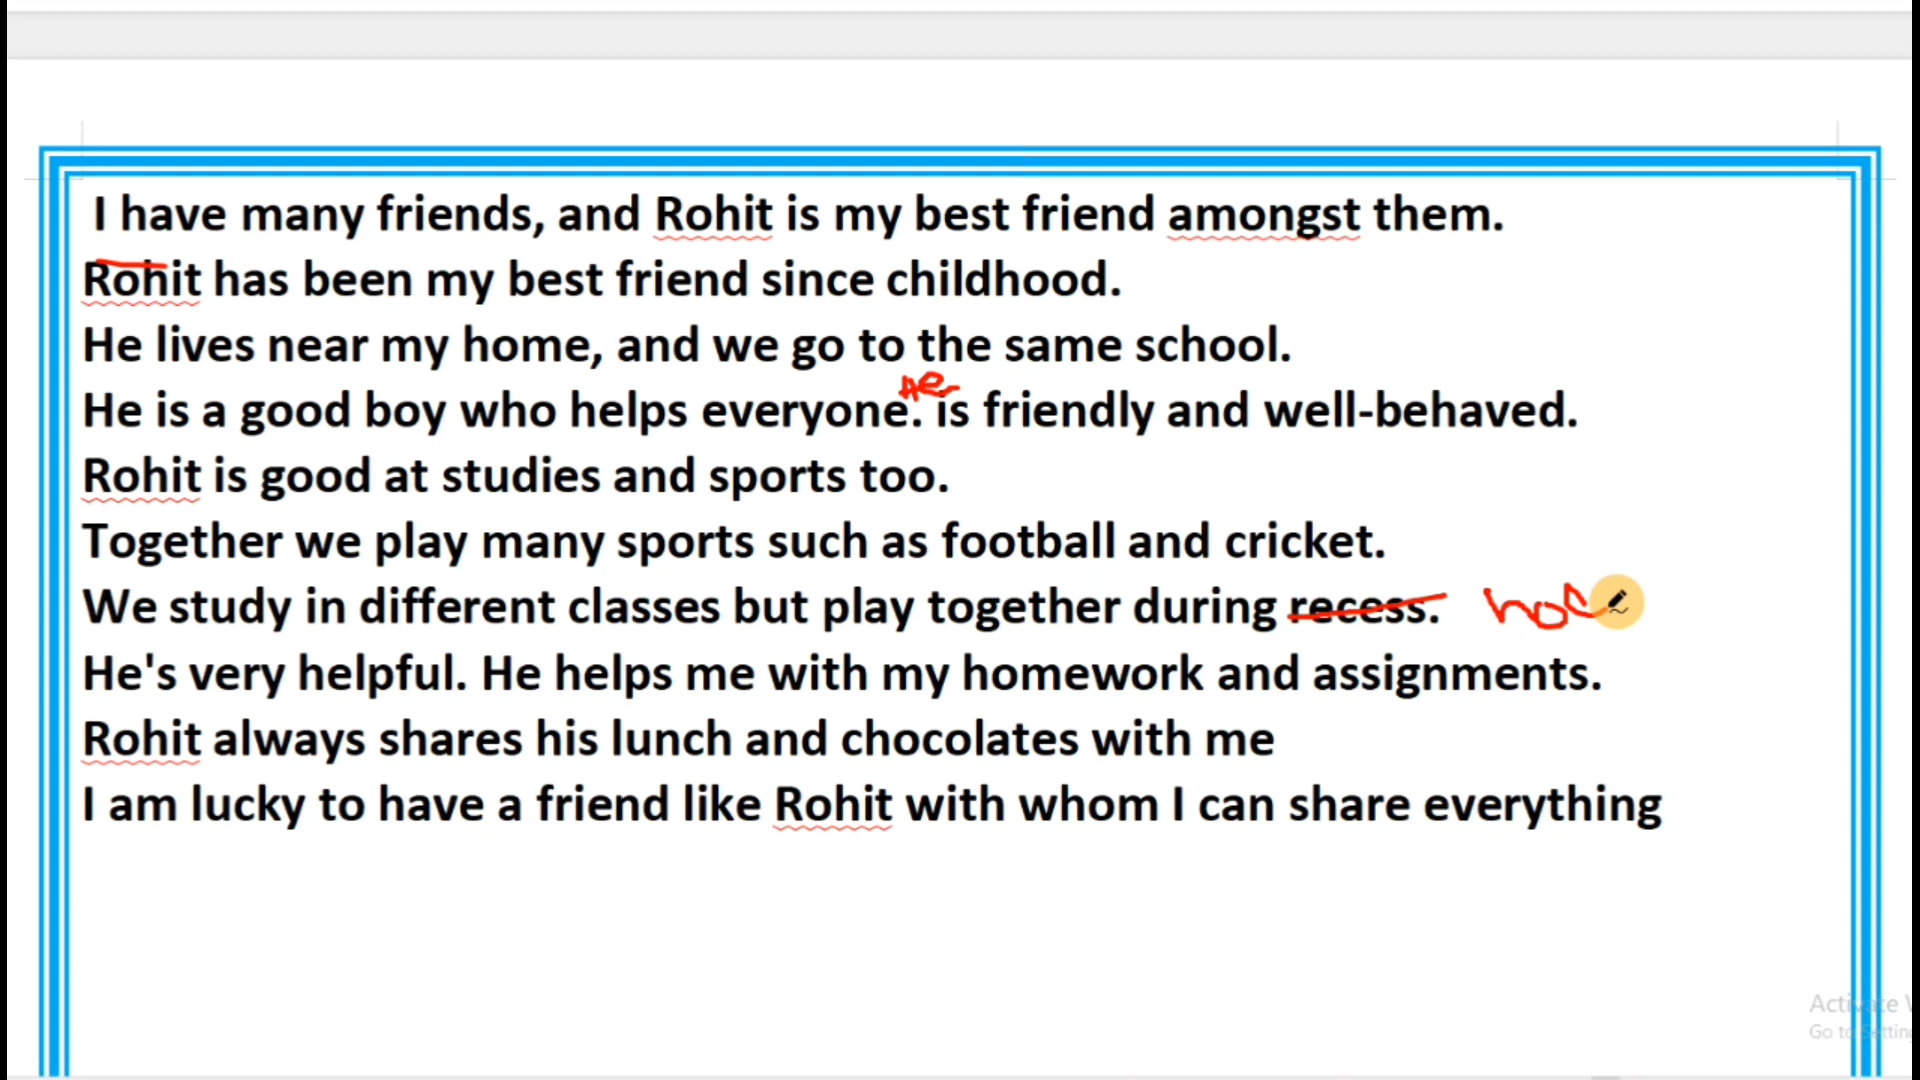 I have many friends, and Rohit is my best friend amongst them.
Rohit has been my best friend since childhood.
He lives near my home, and we go to the same school.
He
He is a good boy who helps everyone. is friendly and well-behaved.
Rohit is good at studies and sports too.
Together we play many sports such as football and cricket.
We study in different classes but play together during recess.
He's very helpful. He helps me with my homework and assignments.
Rohit always shares his lunch and chocolates with me
I am lucky to have a friend like Rohit with whom I can share everything